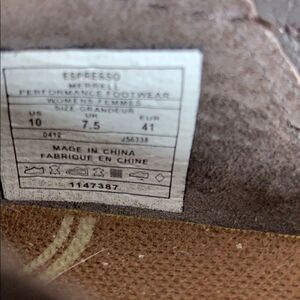 ESPRESSO
MERRELL
PERFORMANCE FOOTWEAR
WOMENS/FEMMES
SIZE-GRANDEUR
US UK EUR
10 7.5 41
0412 J56338
MADE IN CHINA
FABRIQUE EN CHINE
1147387